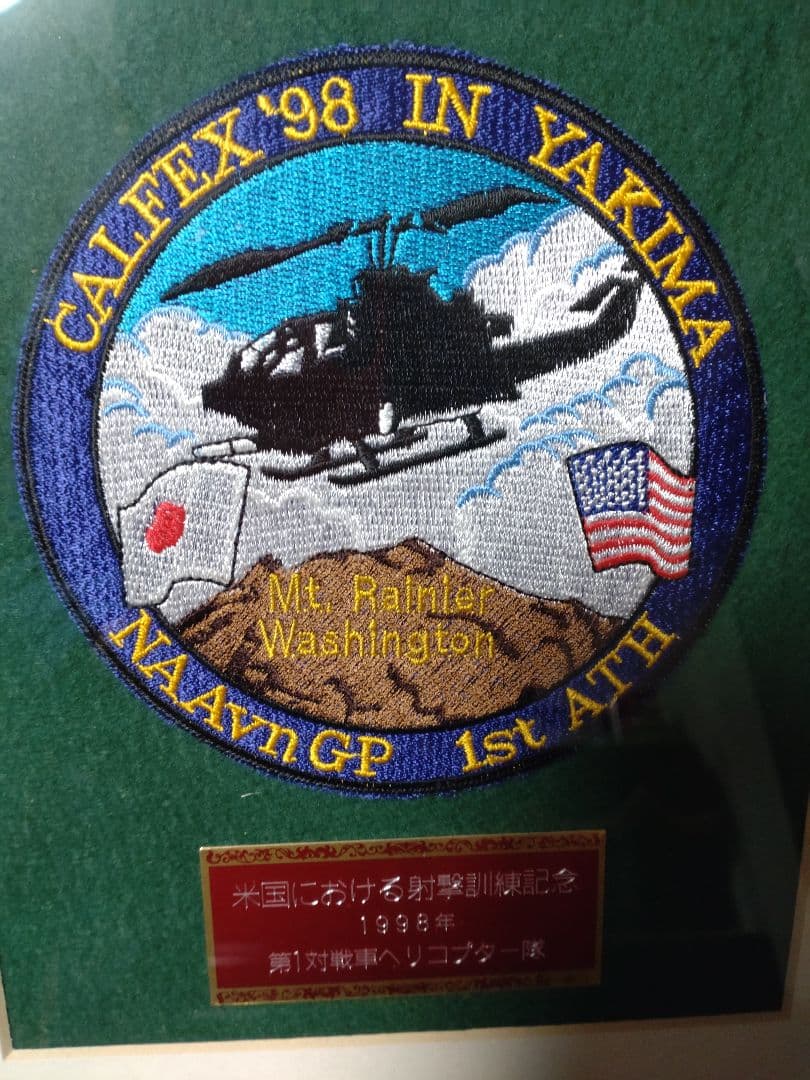 CALFEX '98 IN YAKIMA
Mt. Rainier
Washington
NAAvn GP 1st ATH
米国における射撃訓練記念
1998年
第1対戦車ヘリコプター隊